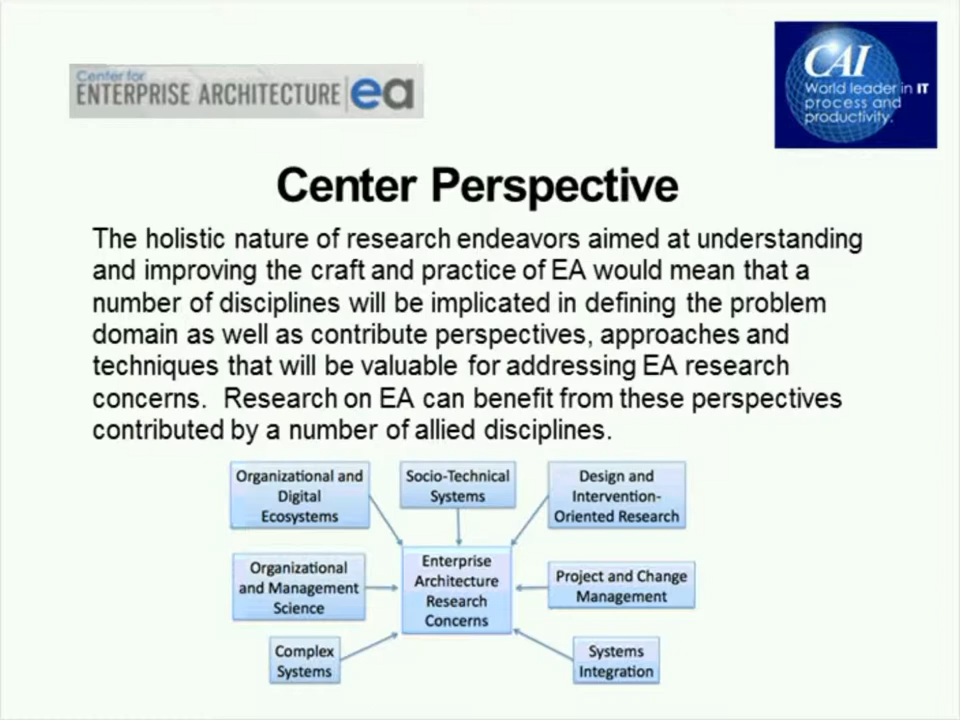 Center for
ENTERPRISE ARCHITECTURE ea
CAI
World leader in IT
process and
productivity.
Center Perspective
The holistic nature of research endeavors aimed at understanding
and improving the craft and practice of EA would mean that a
number of disciplines will be implicated in defining the problem
domain as well as contribute perspectives, approaches and
techniques that will be valuable for addressing EA research
concerns. Research on EA can benefit from these perspectives
contributed by a number of allied disciplines.
Organizational and
Digital
Ecosystems
Socio-Technical
Systems
Design and
Intervention-
Oriented Research
Organizational
and Management
Science
Enterprise
Architecture
Research
Concerns
Project and Change
Management
Complex
Systems
Systems
Integration